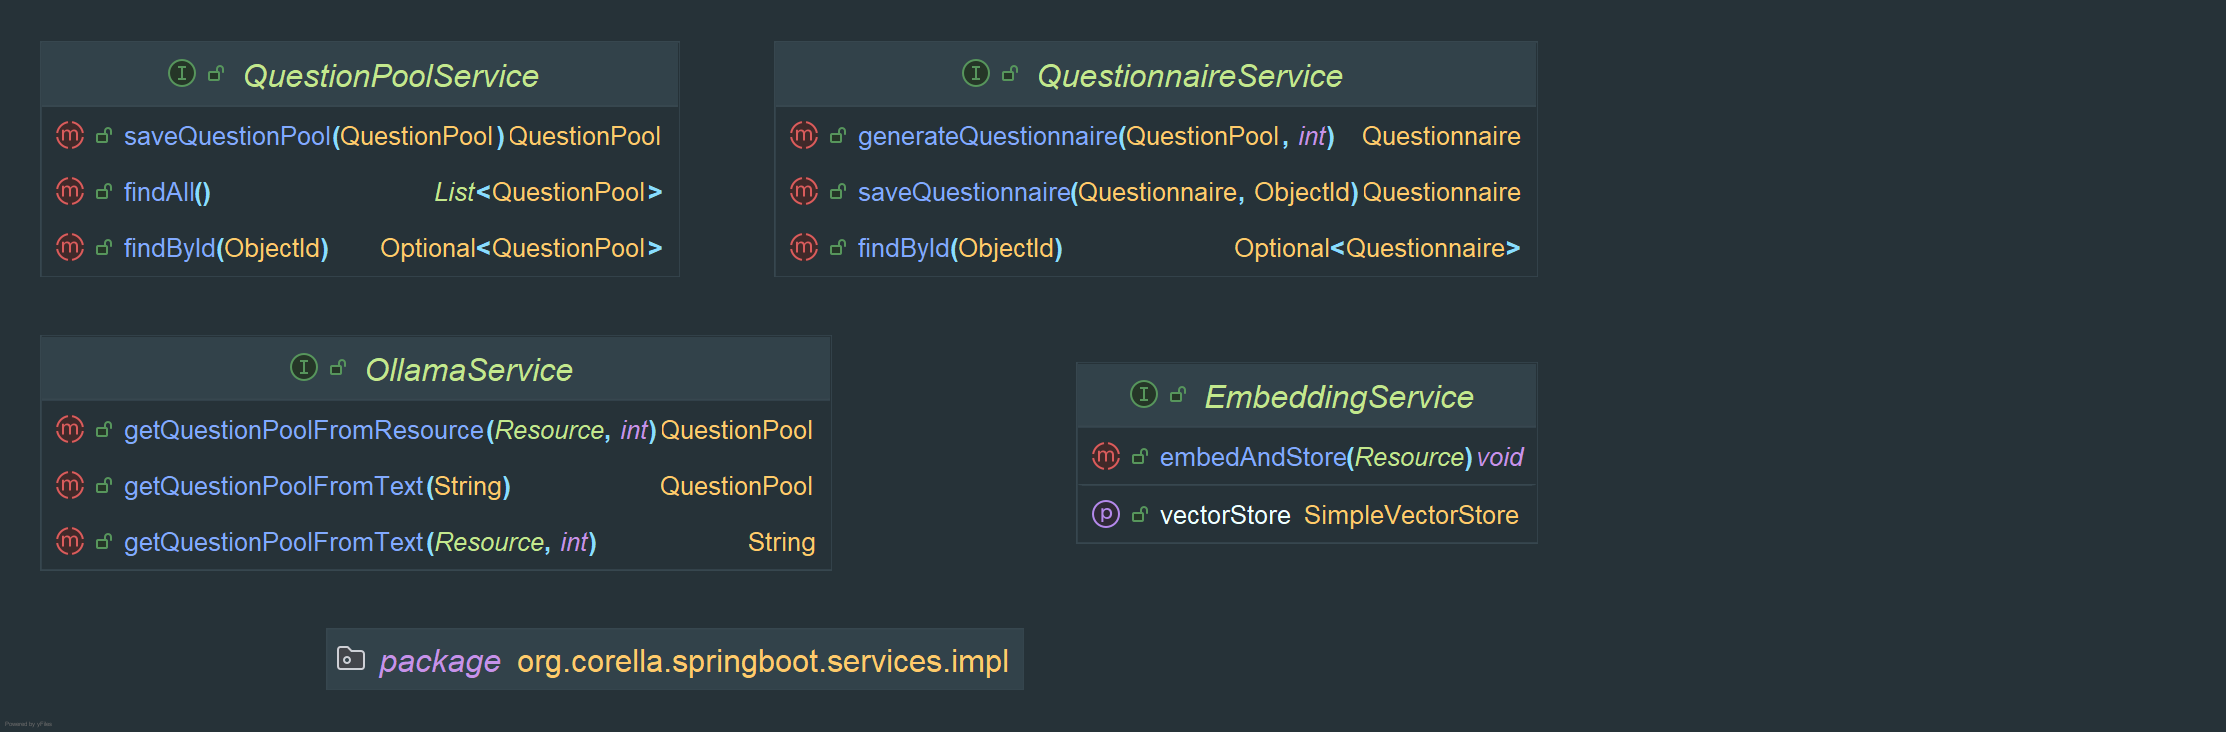 QuestionPoolService
saveQuestionPool(QuestionPool) QuestionPool
findAll() List<QuestionPool>
findById(ObjectId) Optional<QuestionPool>
QuestionnaireService
generateQuestionnaire(QuestionPool, int) Questionnaire
saveQuestionnaire(Questionnaire, ObjectId) Questionnaire
findById(ObjectId) Optional<Questionnaire>
OllamaService
getQuestionPoolFromResource(Resource, int) QuestionPool
getQuestionPoolFromText(String) QuestionPool
getQuestionPoolFromText(Resource, int) String
EmbeddingService
embedAndStore(Resource) void
vectorStore SimpleVectorStore
package org.corella.springboot.services.impl
Powered by yFiles